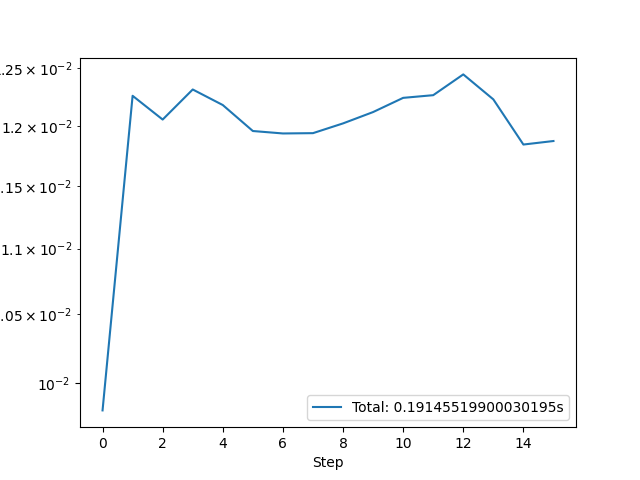 .25 × 10⁻²
1.2 × 10⁻²
.15 × 10⁻²
1.1 × 10⁻²
.05 × 10⁻²
10⁻²
Total: 0.19145519900030195s
0 2 4 6 8 10 12 14
Step